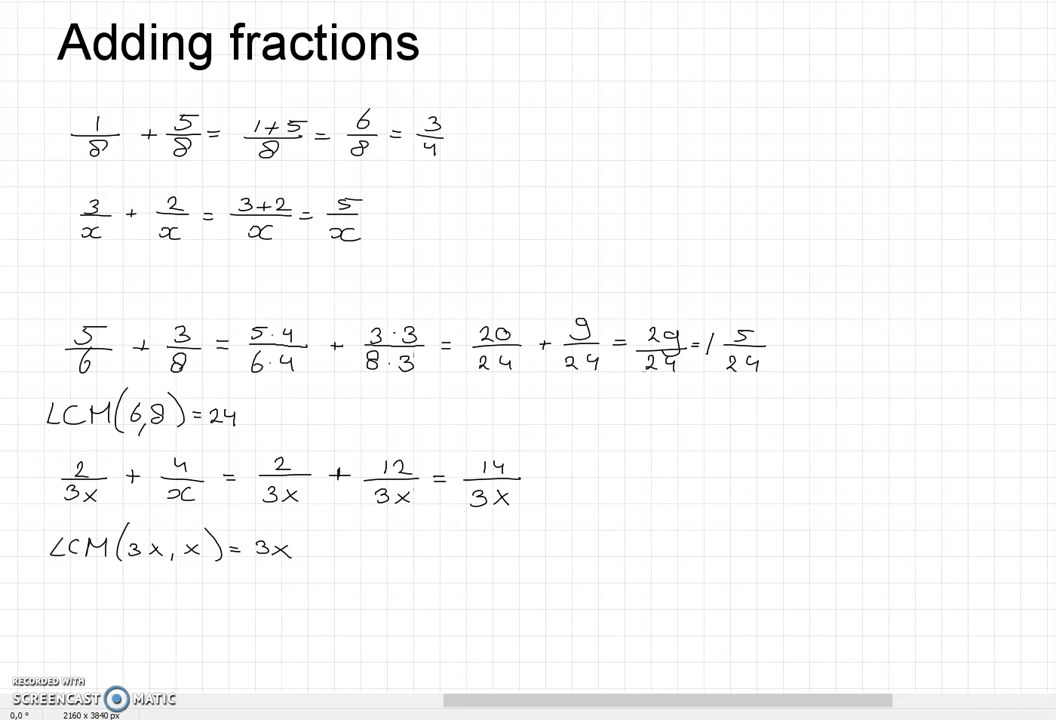 Adding fractions
1/8 + 5/8 = (1+5)/8 = 6/8 = 3/4
3/x + 2/x = (3+2)/x = 5/x
5/6 + 3/8 = (5·4)/(6·4) + (3·3)/(8·3) = 20/24 + 9/24 = 29/24 = 1 5/24
LCM(6,8) = 24
2/3x + 4/x = 2/3x + 12/3x = 14/3x
LCM(3x, x) = 3x
RECORDED WITH
SCREENCAST MATIC
0,0 ° 2160 x 3840 px